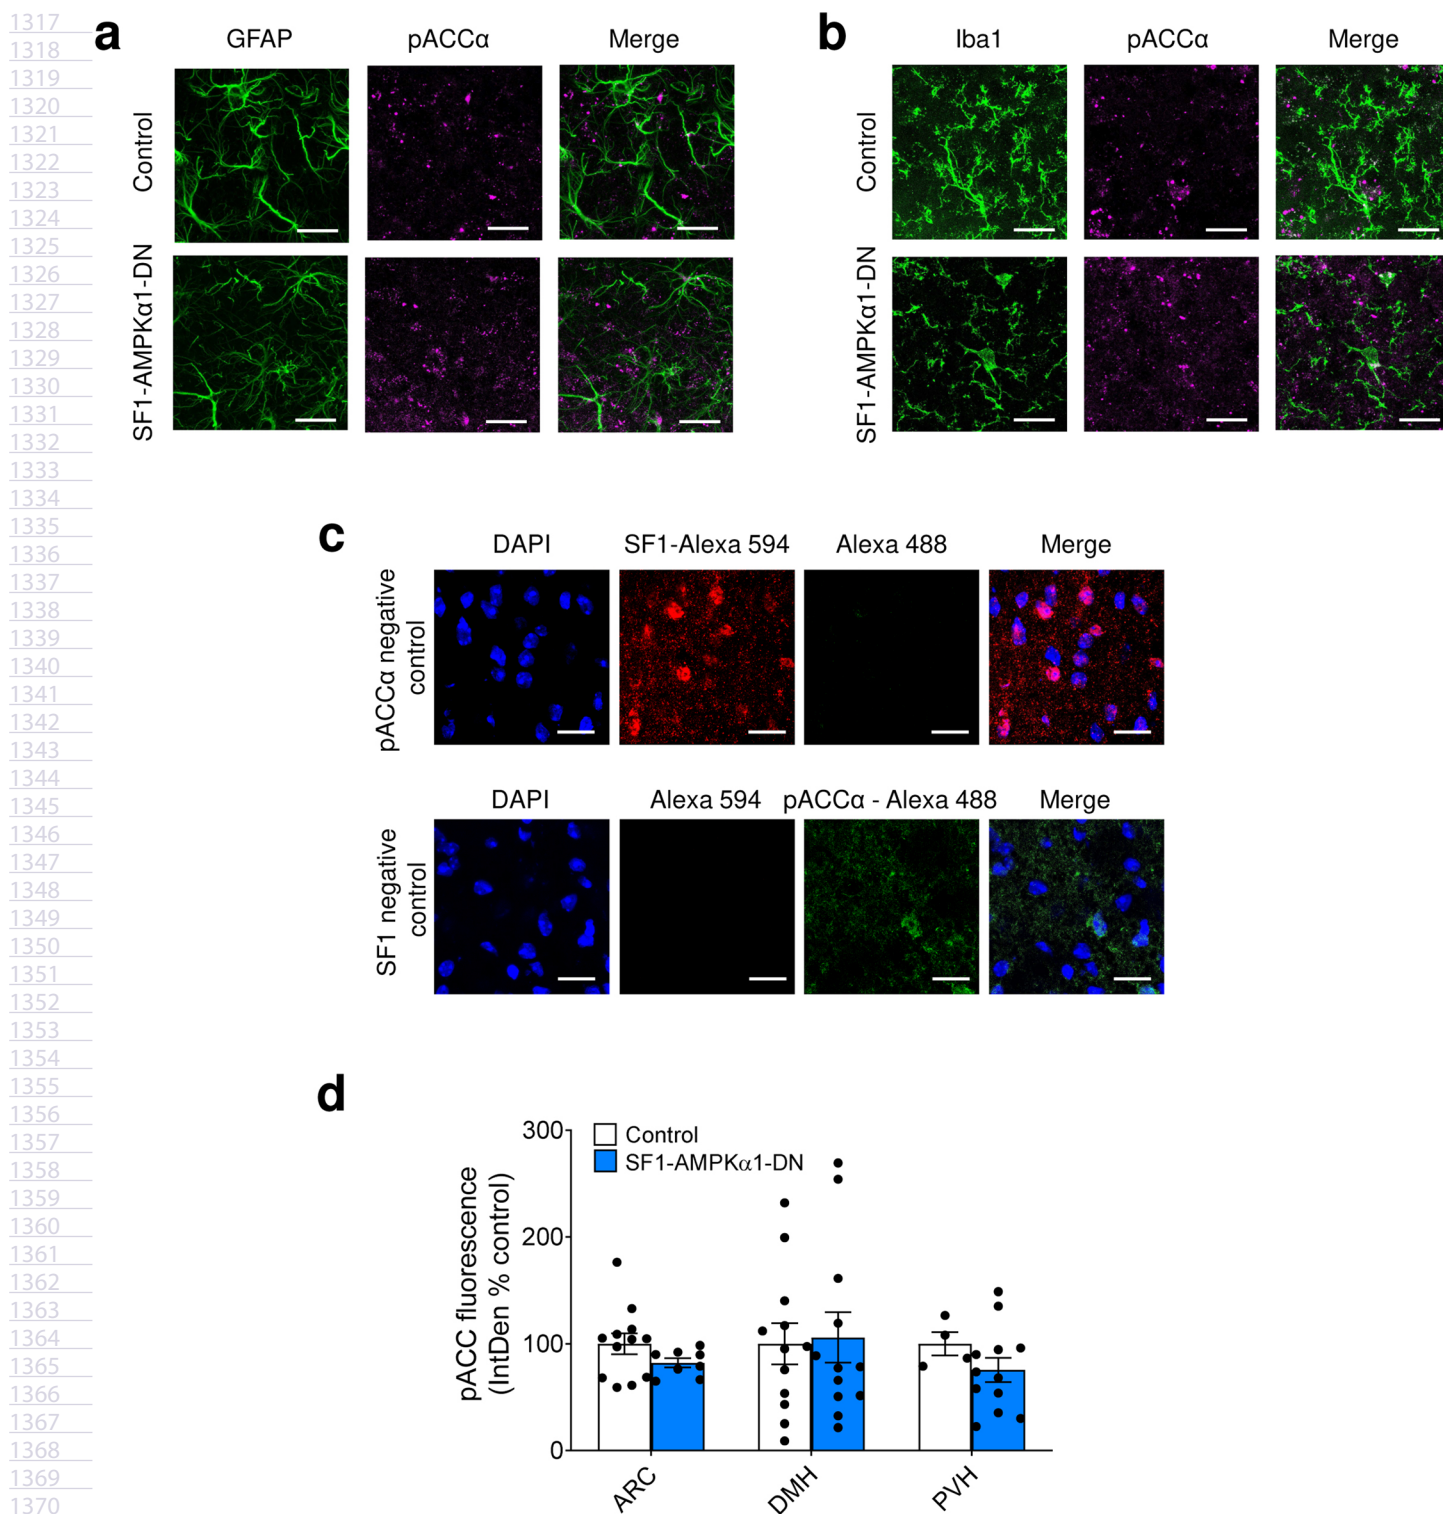 1317
1318
1319
1320
1321
1322
1323
1324
1325
1326
1327
1328
1329
1330
1331
1332
1333
1334
1335
1336
1337
1338
1339
1340
1341
1342
1343
1344
1345
1346
1347
1348
1349
1350
1351
1352
1353
1354
1355
1356
1357
1358
1359
1360
1361
1362
1363
1364
1365
1366
1367
1368
1369
1370
a
GFAP pACCα Merge
Control
SF1-AMPKα1-DN
b
Iba1 pACCα Merge
Control
SF1-AMPKα1-DN
c
DAPI SF1-Alexa 594 Alexa 488 Merge
pACCα negative
control
DAPI Alexa 594 pACCα - Alexa 488 Merge
SF1 negative
control
d
pACC fluorescence
(IntDen % control)
300
200
100
0
Control
SF1-AMPKα1-DN
ARC DMH PVH